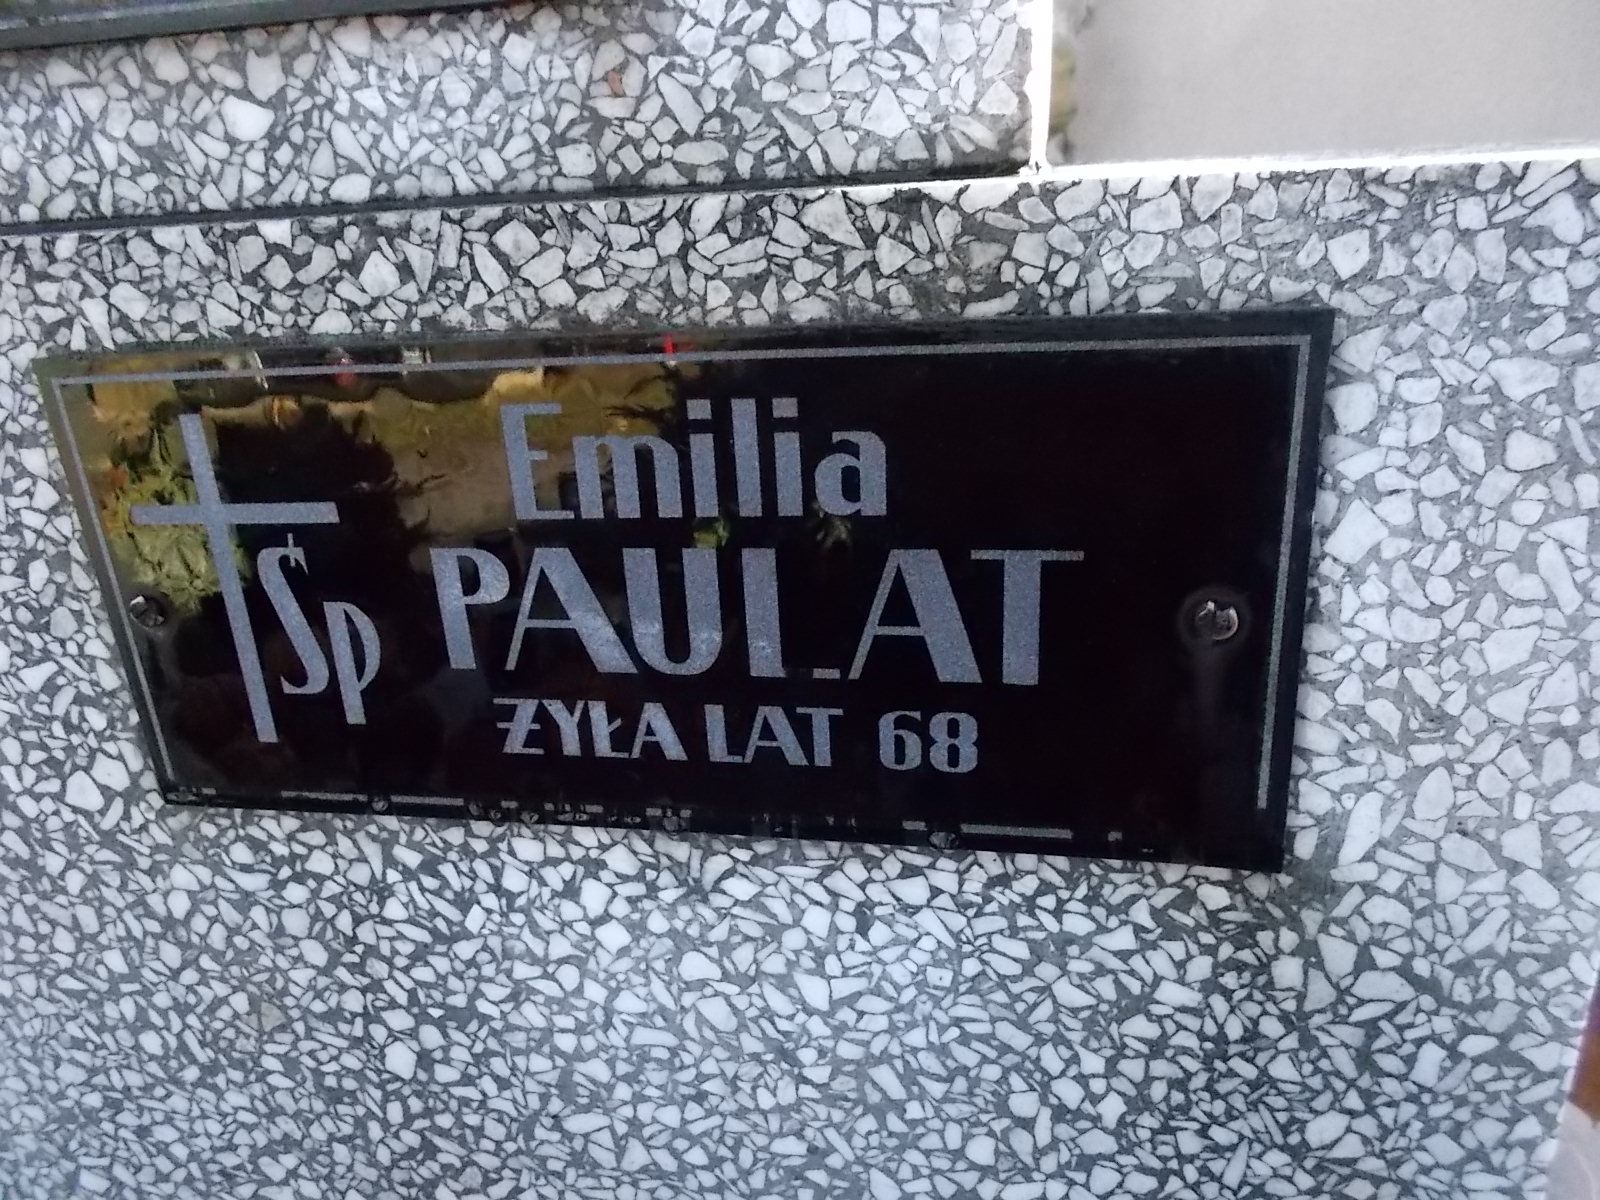 Emilia
Śp PAULAT
ŻYŁA LAT 68